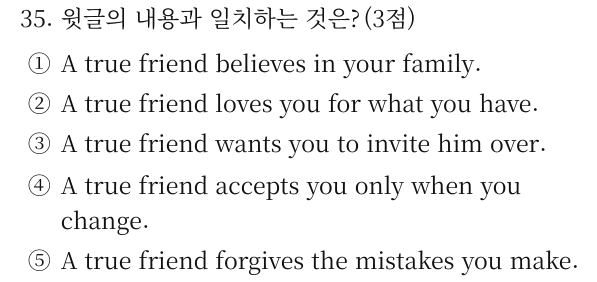 35. 윗글의 내용과 일치하는 것은?(3점)
① A true friend believes in your family.
② A true friend loves you for what you have.
③ A true friend wants you to invite him over.
④ A true friend accepts you only when you
change.
⑤ A true friend forgives the mistakes you make.